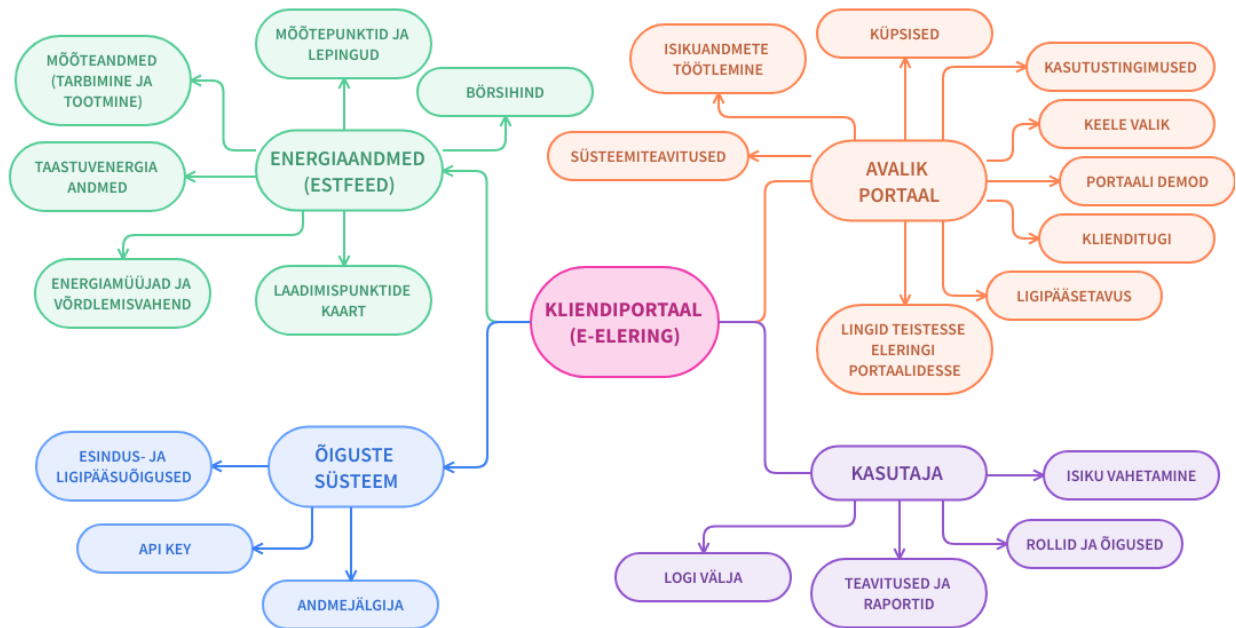 MÕÕTEANDMED
(TARBIMINE JA
TOOTMINE)
MÕÕTEPUNKTID JA
LEPINGUD
BÖRSIHIND
ENERGIAANDMED
(ESTFEED)
TAASTUVENERGIA
ANDMED
ENERGIAMÜÜJAD JA
VÕRDLEMISVAHEND
LAADIMISPUNKTIDE
KAART
ISIKUANDMETE
TÖÖTLEMINE
KÜPSISED
KASUTUSTINGIMUSED
KEELE VALIK
SÜSTEEMITEAVITUSED
AVALIK
PORTAAL
PORTAALI DEMOD
KLIENDITUGI
LIGIPÄÄSETAVUS
LINGID TEISTESSE
ELERINGI
PORTAALIDESSE
KLIENDIPORTAAL
(E-ELERING)
ÕIGUSTE
SÜSTEEM
ESINDUS- JA
LIGIPÄÄSUÕIGUSED
API KEY
ANDMEJÄLGIJA
KASUTAJA
ISIKU VAHETAMINE
ROLLID JA ÕIGUSED
LOGI VÄLJA
TEAVITUSED JA
RAPORTID